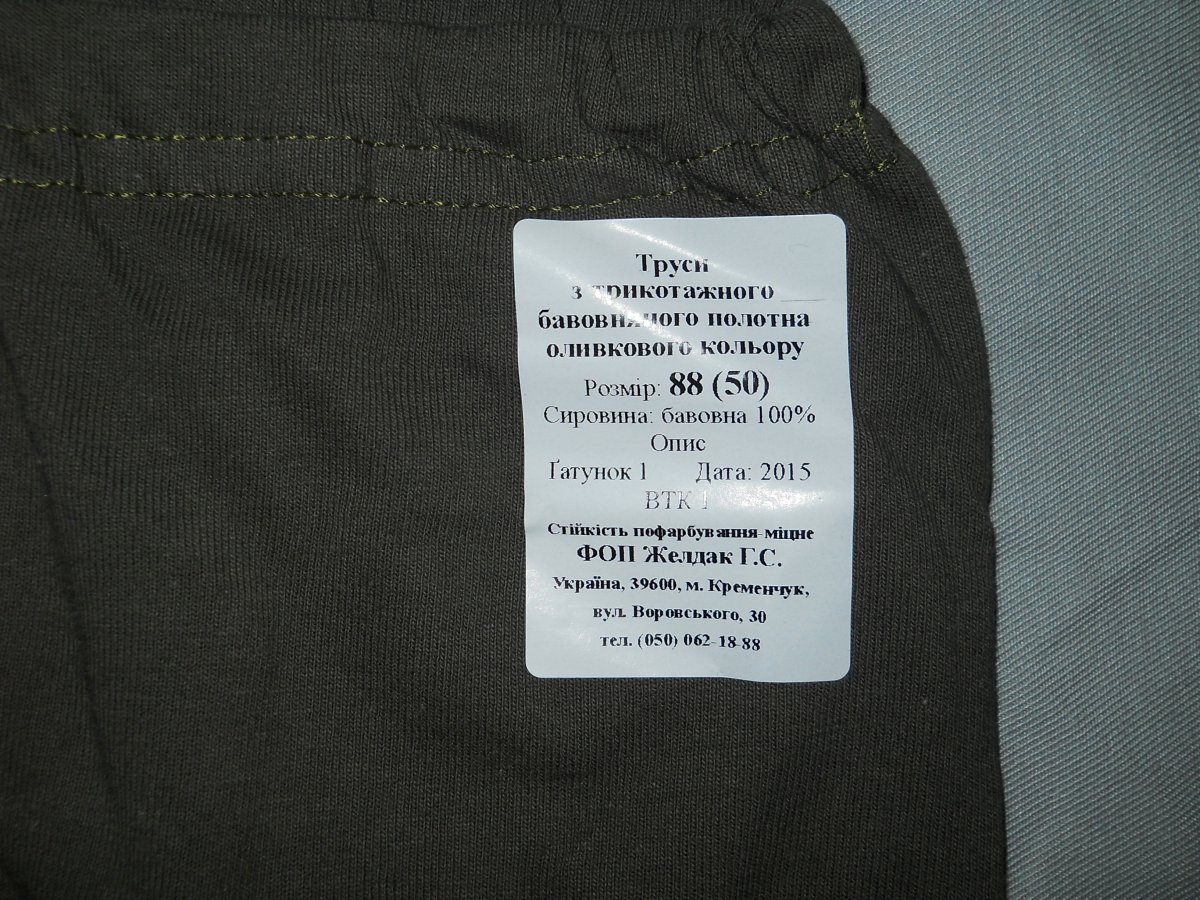 Труси
з трикотажного
бавовняного полотна
оливкового кольору
Розмір: 88 (50)
Сировина: бавовна 100%
Опис
Ґатунок 1 Дата: 2015
ВТК 1
Стійкість пофарбування-міцне
ФОП Желдак Г.С.
Україна, 39600, м. Кременчук,
вул. Воровського, 30
тел. (050) 062-18-88